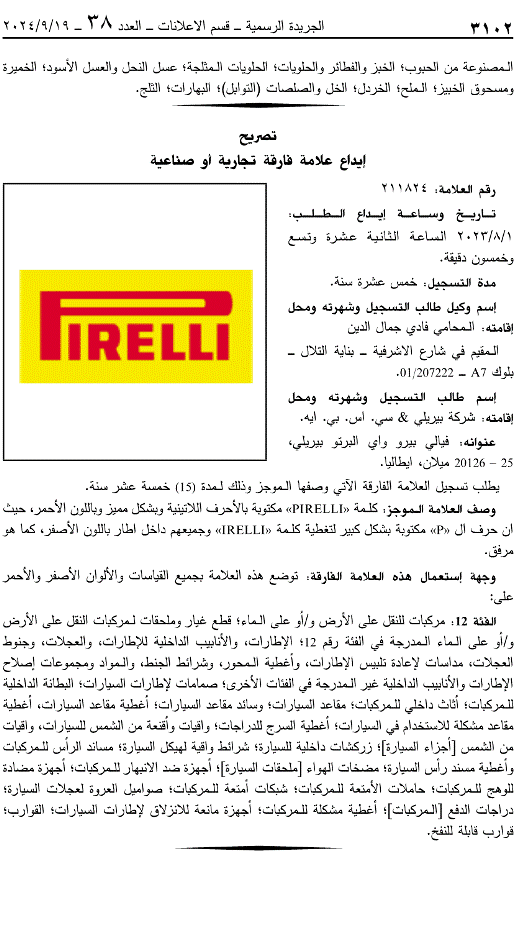 ٣١٠٢ الجريدة الرسمية ــ قسم الاعلانات ــ العدد ٣٨ ــ ٢٠٢٤/٩/١٩
المصنوعة من الحبوب؛ الخبز والفطائر والحلويات؛ الحلويات المثلجة؛ عسل النحل والعسل الأسود؛ الخميرة
ومسحوق الخبيز؛ الملح؛ الخردل؛ الخل والصلصات (التوابل)؛ البهارات؛ الثلج.
تصريح
إيداع علامة فارقة تجارية او صناعية
رقم العلامة: ٢١١٨٢٤
تاريخ وساعة إيداع الطلب:
٢٠٢٣/٨/١ الساعة الثانية عشرة وتسع
وخمسون دقيقة.
مدة التسجيل: خمس عشرة سنة.
إسم وكيل طالب التسجيل وشهرته ومحل
إقامته: المحامي فادي جمال الدين
المقيم في شارع الاشرفية ــ بناية التلال ــ
بلوك A7 ــ 01/207222.
إسم طالب التسجيل وشهرته ومحل
إقامته: شركة بيريلي & سي. اس. بي. ايه.
عنوانه: فيالي بيرو واي البرتو بيريلي،
25 – 20126 ميلان، ايطاليا.
PIRELLI
يطلب تسجيل العلامة الفارقة الآتي وصفها الموجز وذلك لمدة (15) خمسة عشر سنة.
وصف العلامة الموجز: كلمة «PIRELLI» مكتوبة بالأحرف اللاتينية وبشكل مميز وباللون الأحمر، حيث
ان حرف ال «P» مكتوبة بشكل كبير لتغطية كلمة «IRELLI» وجميعهم داخل اطار باللون الأصفر، كما هو
مرفق.
وجهة إستعمال هذه العلامة الفارقة: توضع هذه العلامة بجميع القياسات والألوان الأصفر والأحمر
على:
الفئة 12: مركبات للنقل على الأرض و/أو على الماء؛ قطع غيار وملحقات لمركبات النقل على الأرض
و/أو على الماء المدرجة في الفئة رقم 12؛ الإطارات، والأنابيب الداخلية للإطارات، والعجلات، وجنوط
العجلات، مداسات لإعادة تلبيس الإطارات، وأغطية المحور، وشرائط الجنط، والمواد ومجموعات إصلاح
الإطارات والأنابيب الداخلية غير المدرجة في الفئات الأخرى؛ صمامات لإطارات السيارات؛ البطانة الداخلية
للمركبات؛ أثاث داخلي للمركبات؛ مقاعد السيارات؛ وسائد مقاعد السيارات؛ أغطية مقاعد السيارات، أغطية
مقاعد مشكلة للاستخدام في السيارات؛ أغطية السرج للدراجات؛ واقيات وأقنعة من الشمس للسيارات، واقيات
من الشمس [أجزاء السيارة]؛ زركشات داخلية للسيارة؛ شرائط واقية لهيكل السيارة؛ مساند الرأس للمركبات
وأغطية مسند رأس السيارة؛ مضخات الهواء [ملحقات السيارة]؛ أجهزة ضد الانبهار للمركبات؛ أجهزة مضادة
للوهج للمركبات؛ حاملات الأمتعة للمركبات؛ شبكات أمتعة للمركبات؛ صواميل العروة لعجلات السيارة؛
دراجات الدفع [المركبات]؛ أغطية مشكلة للمركبات؛ أجهزة مانعة للانزلاق لإطارات السيارات؛ القوارب؛
قوارب قابلة للنفخ.